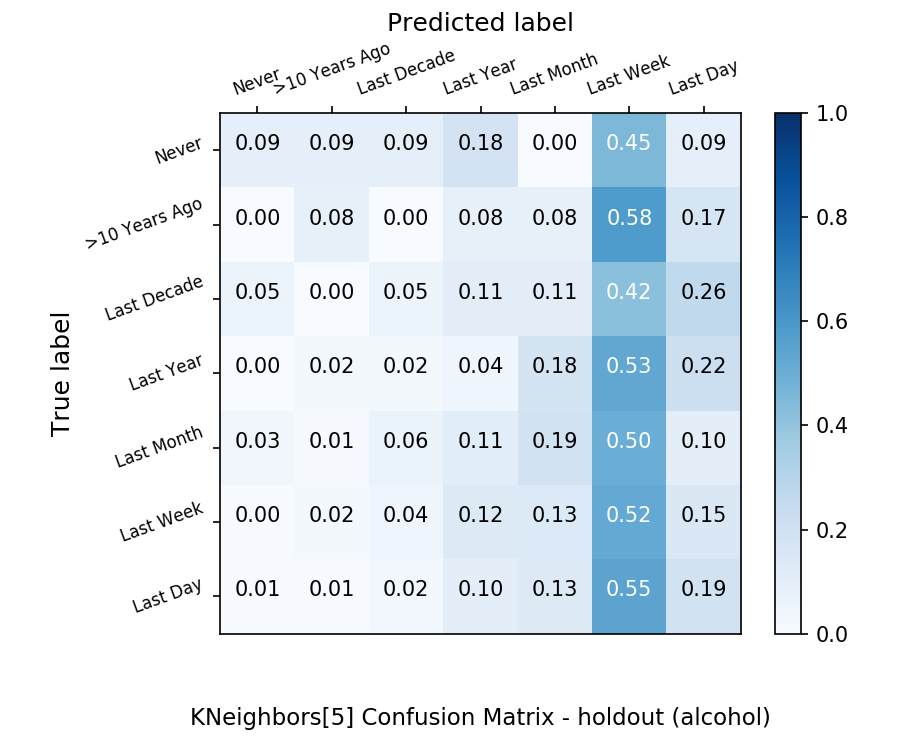 Predicted label
Never >10 Years Ago Last Decade Last Year Last Month Last Week Last Day
True label
Never 0.09 0.09 0.09 0.18 0.00 0.45 0.09
>10 Years Ago 0.00 0.08 0.00 0.08 0.08 0.58 0.17
Last Decade 0.05 0.00 0.05 0.11 0.11 0.42 0.26
Last Year 0.00 0.02 0.02 0.04 0.18 0.53 0.22
Last Month 0.03 0.01 0.06 0.11 0.19 0.50 0.10
Last Week 0.00 0.02 0.04 0.12 0.13 0.52 0.15
Last Day 0.01 0.01 0.02 0.10 0.13 0.55 0.19
1.0
0.8
0.6
0.4
0.2
0.0
KNeighbors[5] Confusion Matrix - holdout (alcohol)